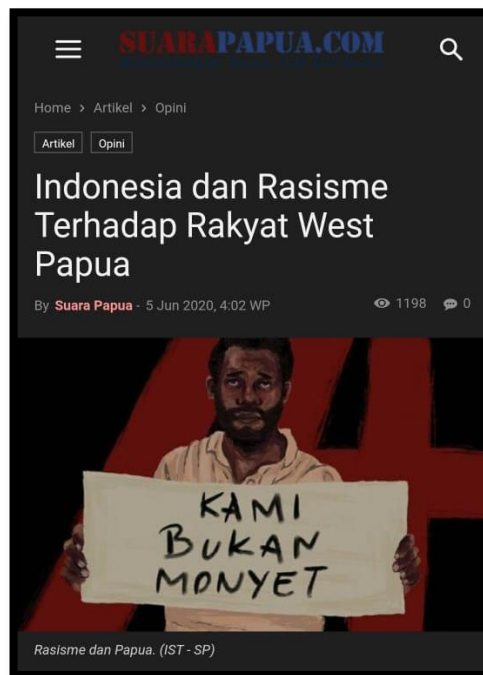 SUARAPAPUA.COM
Home > Artikel > Opini
Artikel Opini
Indonesia dan Rasisme
Terhadap Rakyat West
Papua
By Suara Papua - 5 Jun 2020, 4:02 WP 1198 0
KAMI
BUKAN
MONYET
Rasisme dan Papua. (IST - SP)